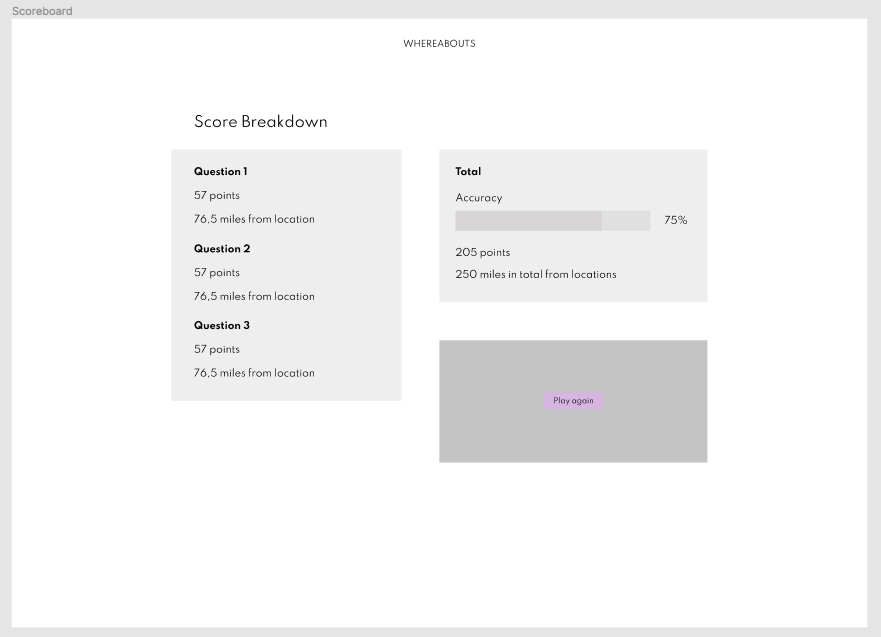 Scoreboard
WHEREABOUTS
Score Breakdown
Question 1
57 points
76,5 miles from location
Question 2
57 points
76,5 miles from location
Question 3
57 points
76,5 miles from location
Total
Accuracy
75%
205 points
250 miles in total from locations
Play again